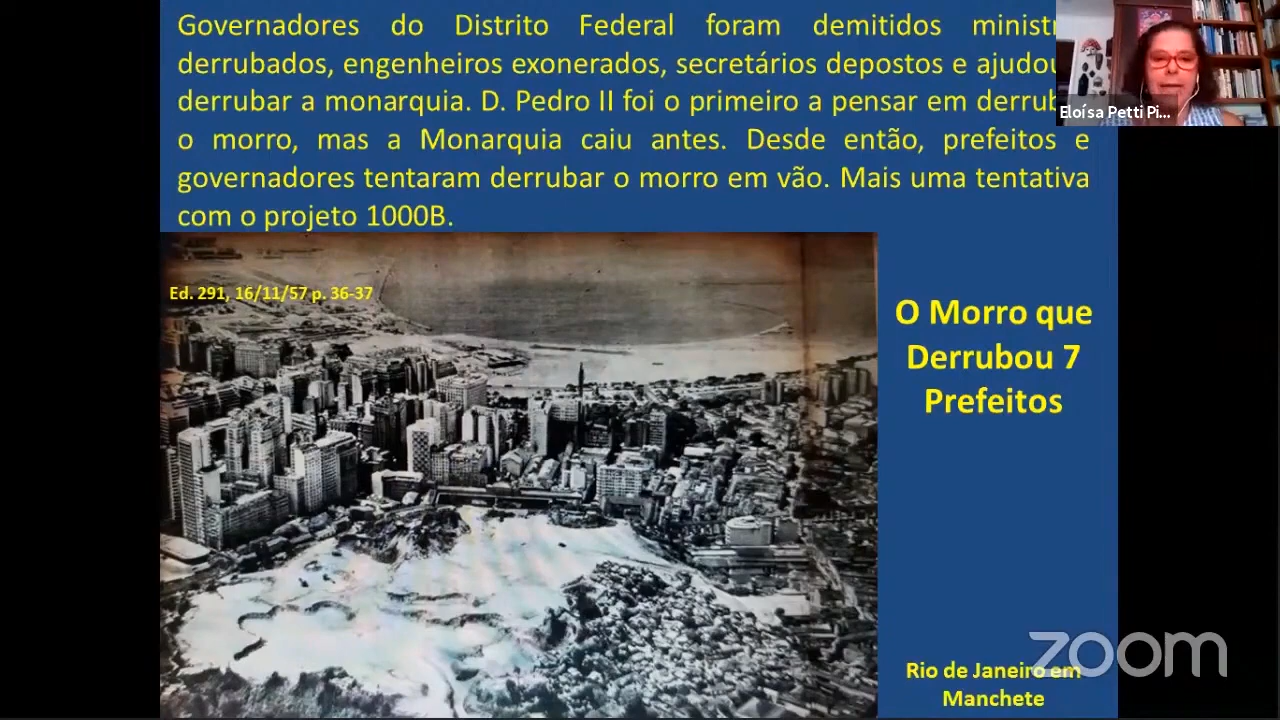 Governadores do Distrito Federal foram demitidos
derrubados, engenheiros exonerados, secretários depostos e
derrubar a monarquia. D. Pedro II foi o primeiro a pensar em
o morro, mas a Monarquia caiu antes. Desde então, prefeitos e
governadores tentaram derrubar o morro em vão. Mais uma tentativa
com o projeto 1000B.
Eloísa Petti Pi...
Ed. 291, 16/11/57 p. 36-37
O Morro que
Derrubou 7
Prefeitos
Rio de Janeiro em
Manchete
zoom